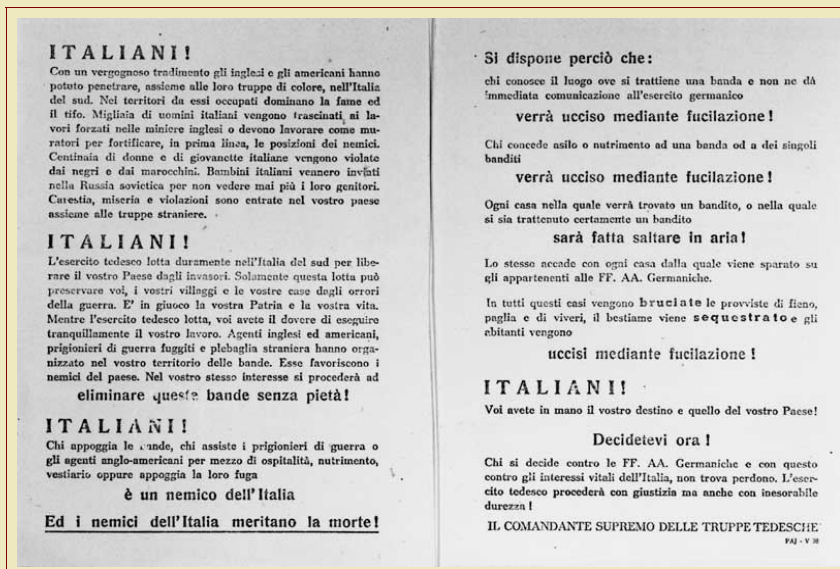 ITALIANI!
Con un vergognoso tradimento gli inglesi e gli americani hanno
potuto penetrare, assieme alle loro truppe di colore, nell'Italia
del sud. Nei territori da essi occupati dominano la fame ed
il tifo. Migliaia di uomini italiani vengono trascinati ai la-
vori forzati nelle miniere inglesi o devono lavorare come mu-
ratori per fortificare, in prima linea, le posizioni dei nemici.
Centinaia di donne e di giovanette italiane vengono violate
dai negri e dai marocchini. Bambini italiani vennero inviati
nella Russia sovietica per non vedere mai più i loro genitori.
Carestia, miseria e violazioni sono entrate nel vostro paese
assieme alle truppe straniere.
ITALIANI!
L'esercito tedesco lotta duramente nell'Italia del sud per libe-
rare il vostro Paese dagli invasori. Solamente questa lotta può
preservare voi, i vostri villaggi e le vostre case dagli orrori
della guerra. E' in giuoco la vostra Patria e la vostra vita.
Mentre l'esercito tedesco lotta, voi avete il dovere di eseguire
tranquillamente il vostro lavoro. Agenti inglesi ed americani,
prigionieri di guerra fuggiti e plebaglia straniera hanno orga-
nizzato nel vostro territorio delle bande. Esse favoriscono i
nemici del paese. Nel vostro stesso interesse si procederà ad
eliminare queste bande senza pietà!
ITALIANI!
Chi appoggia le bande, chi assiste i prigionieri di guerra o
gli agenti anglo-americani per mezzo di ospitalità, nutrimento,
vestiario oppure appoggia la loro fuga
è un nemico dell'Italia
Ed i nemici dell'Italia meritano la morte!
Si dispone perciò che:
chi conosce il luogo ove si trattiene una banda e non ne dà
immediata comunicazione all'esercito germanico
verrà ucciso mediante fucilazione!
Chi concede asilo o nutrimento ad una banda od a dei singoli
banditi
verrà ucciso mediante fucilazione!
Ogni casa nella quale verrà trovato un bandito, o nella quale
si sia trattenuto certamente un bandito
sarà fatta saltare in aria!
Lo stesso accade con ogni casa dalla quale viene sparato su
gli appartenenti alle FF. AA. Germaniche.
In tutti questi casi vengono bruciate le provviste di fieno,
paglia e di viveri, il bestiame viene sequestrato e gli
abitanti vengono
uccisi mediante fucilazione!
ITALIANI!
Voi avete in mano il vostro destino e quello del vostro Paese!
Decidetevi ora!
Chi si decide contro le FF. AA. Germaniche e con questo
contro gli interessi vitali dell'Italia, non trova perdono. L'eser-
cito tedesco procederà con giustizia ma anche con inesorabile
durezza!
IL COMANDANTE SUPREMO DELLE TRUPPE TEDESCHE